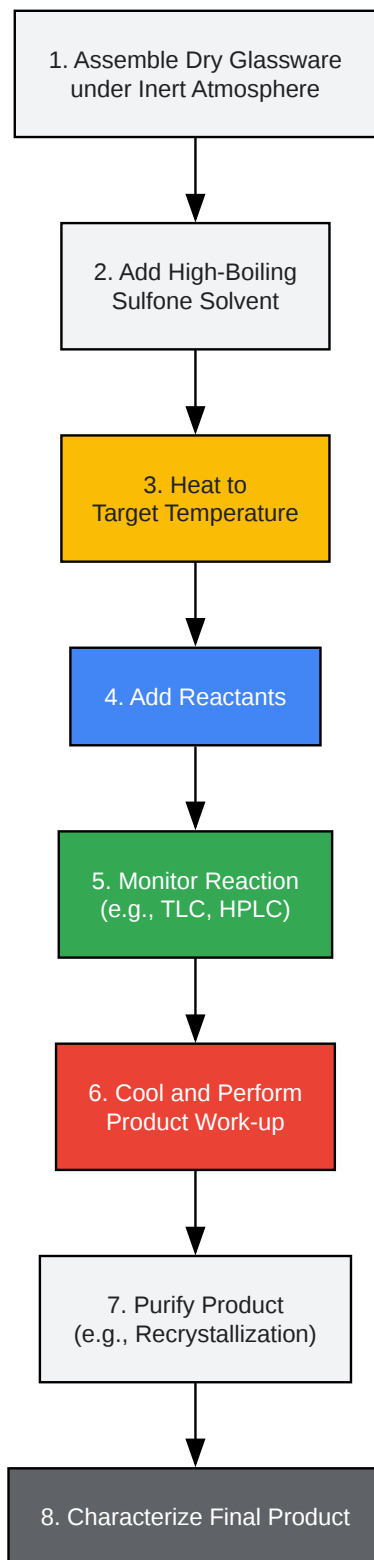 1. Assemble Dry Glassware
under Inert Atmosphere
2. Add High-Boiling
Sulfone Solvent
3. Heat to
Target Temperature
4. Add Reactants
5. Monitor Reaction
(e.g., TLC, HPLC)
6. Cool and Perform
Product Work-up
7. Purify Product
(e.g., Recrystallization)
8. Characterize Final Product